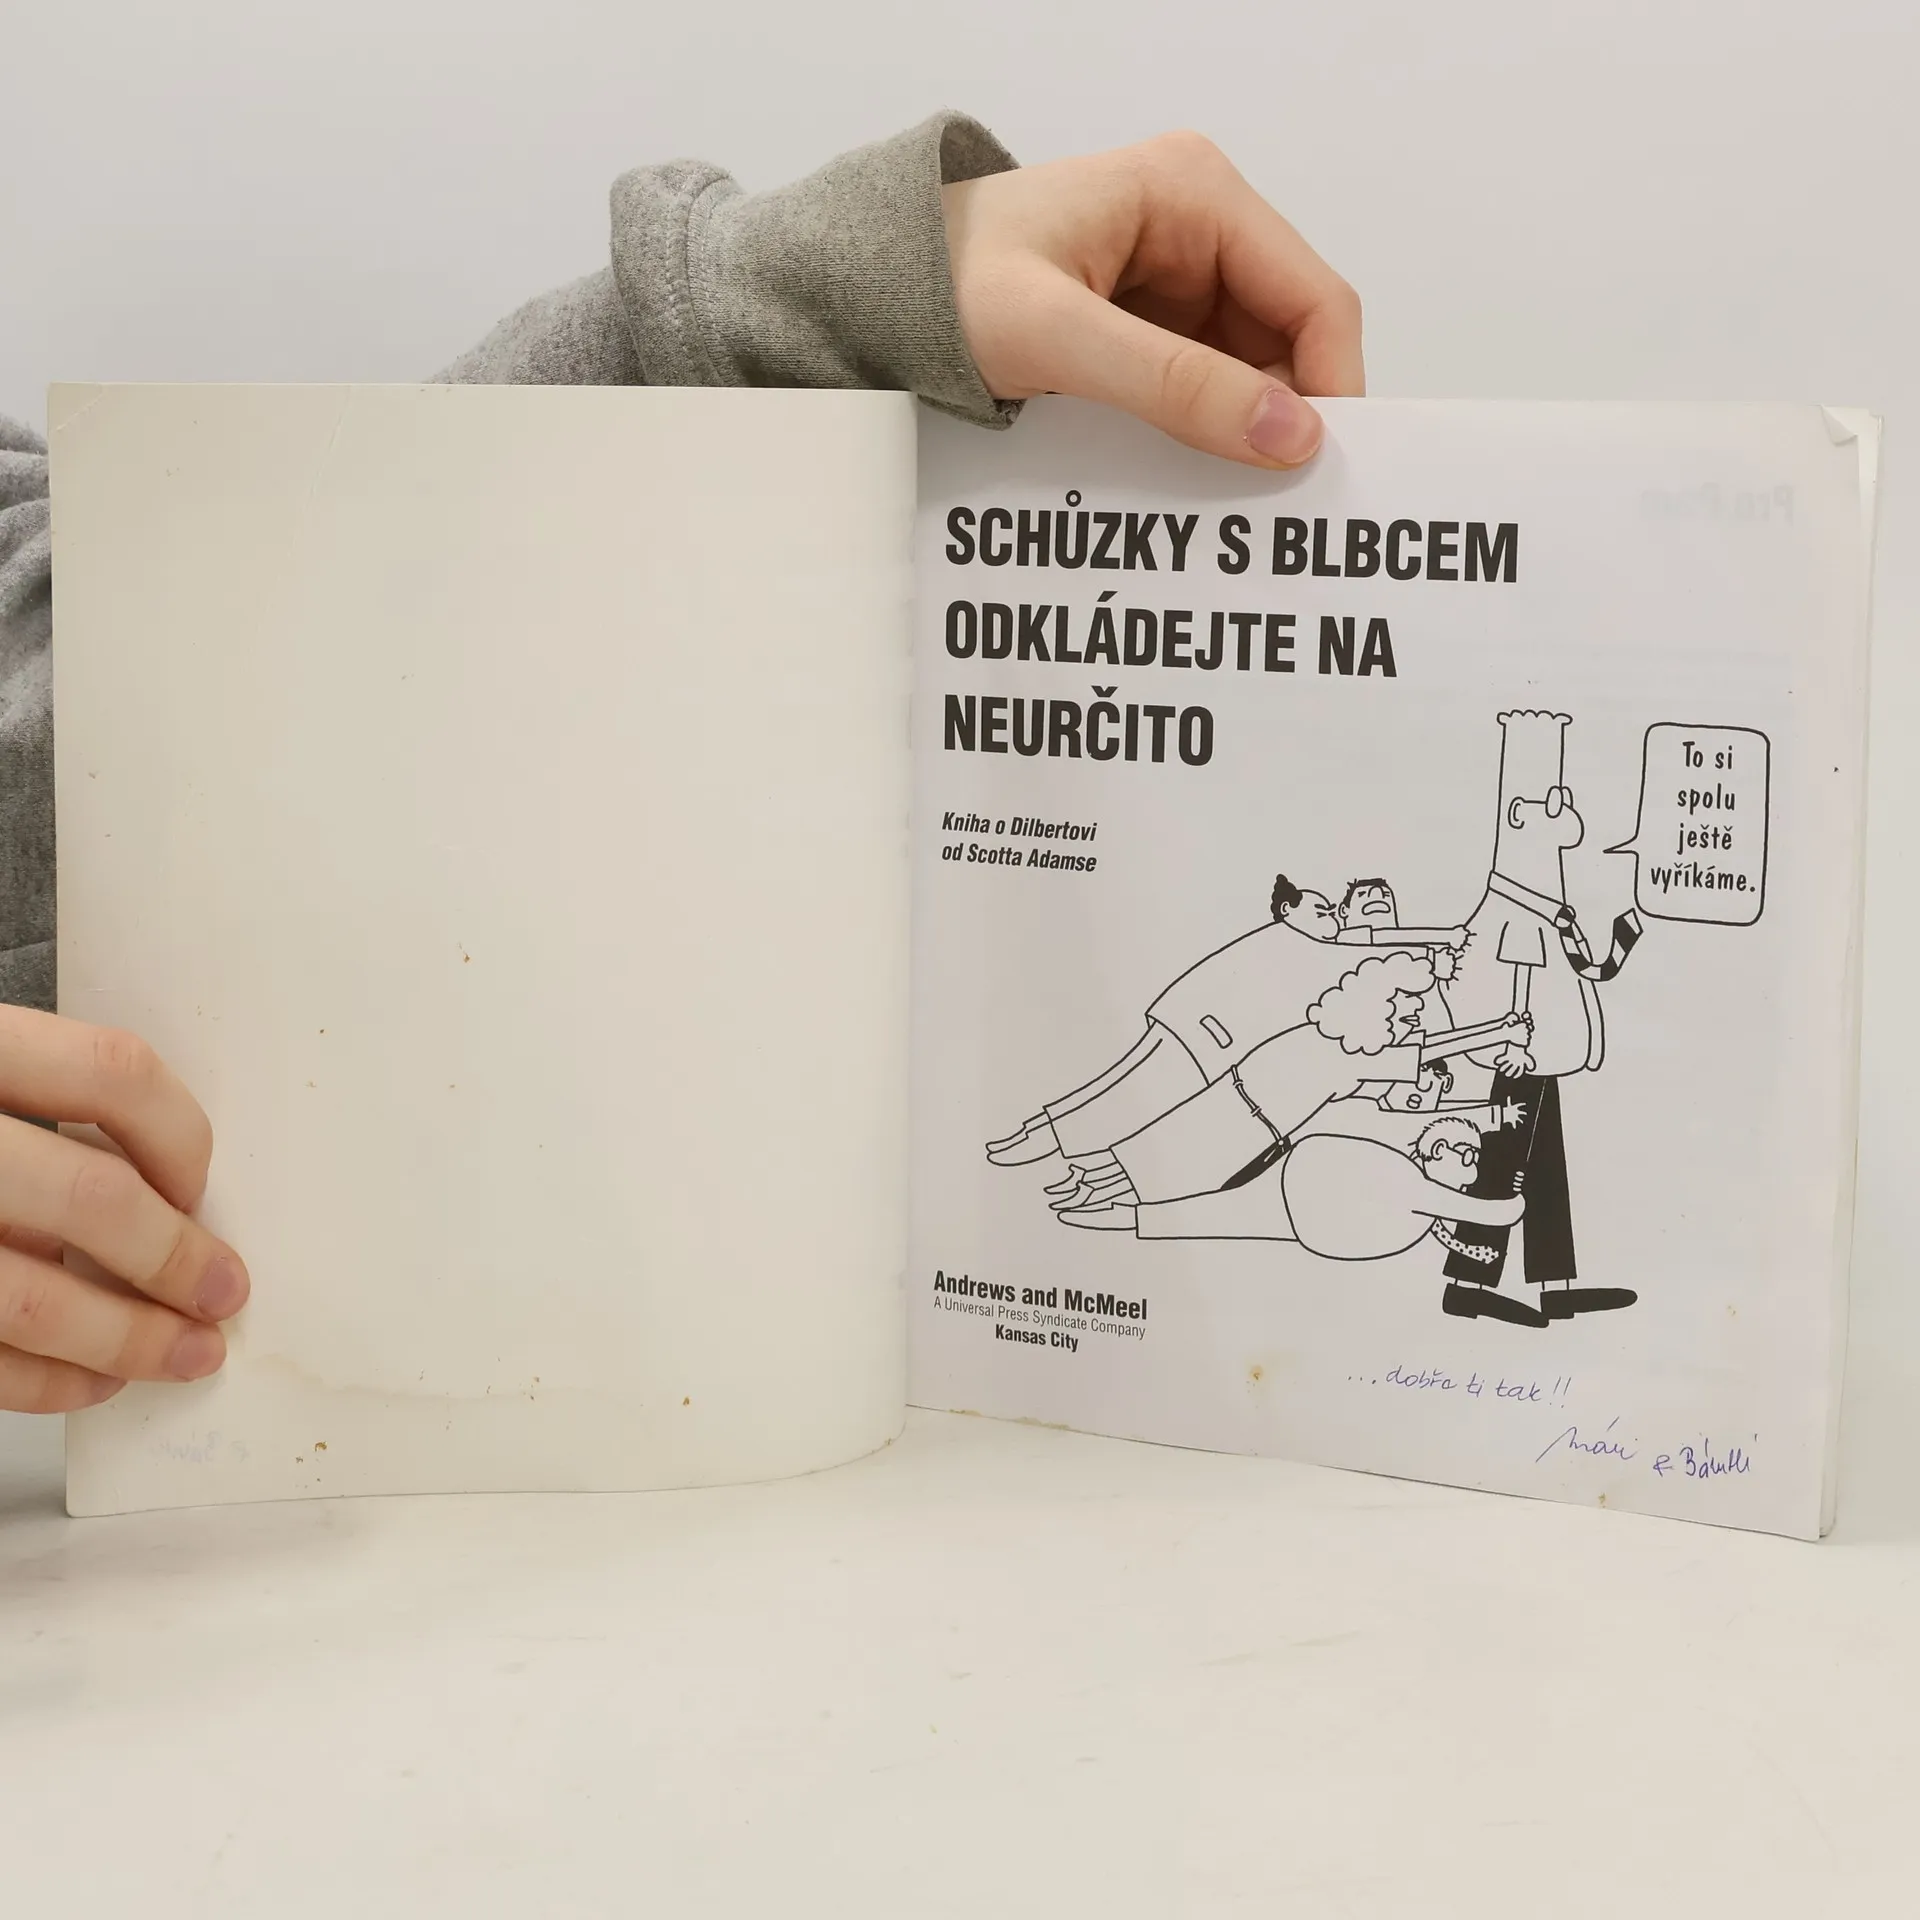 SCHŮZKY S BLBCEM
ODKLÁDEJTE NA
NEURČITO
Kniha o Dilbertovi
od Scotta Adamse
To si
spolu
ještě
vyříkáme.
Andrews and McMeel
A Universal Press Syndicate Company
Kansas City
...dobře ti tak!!
&